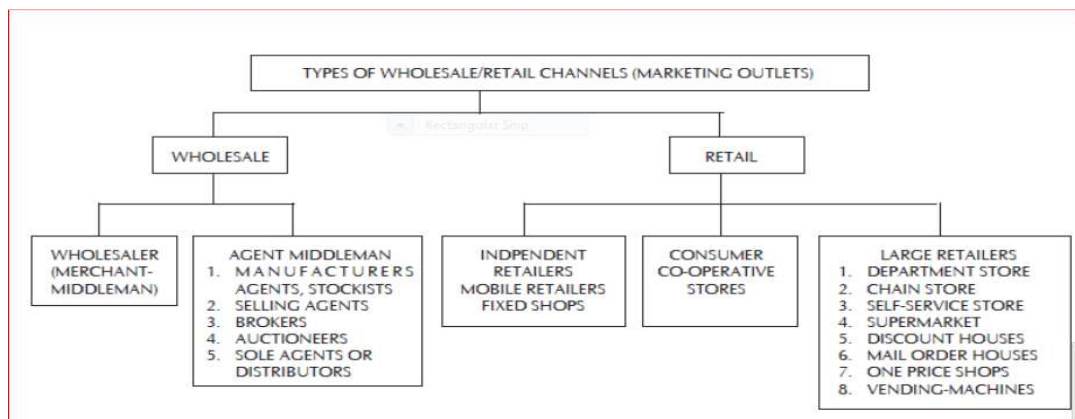 TYPES OF WHOLESALE/RETAIL CHANNELS (MARKETING OUTLETS)
Rectangular Snip
WHOLESALE
RETAIL
WHOLESALER
(MERCHANT-
MIDDLEMAN)
AGENT MIDDLEMAN
1. MANUFACTURERS
AGENTS, STOCKISTS
2. SELLING AGENTS
3. BROKERS
4. AUCTIONEERS
5. SOLE AGENTS OR
DISTRIBUTORS
INDPENDENT
RETAILERS
MOBILE RETAILERS
FIXED SHOPS
CONSUMER
CO-OPERATIVE
STORES
LARGE RETAILERS
1. DEPARTMENT STORE
2. CHAIN STORE
3. SELF-SERVICE STORE
4. SUPERMARKET
5. DISCOUNT HOUSES
6. MAIL ORDER HOUSES
7. ONE PRICE SHOPS
8. VENDING-MACHINES